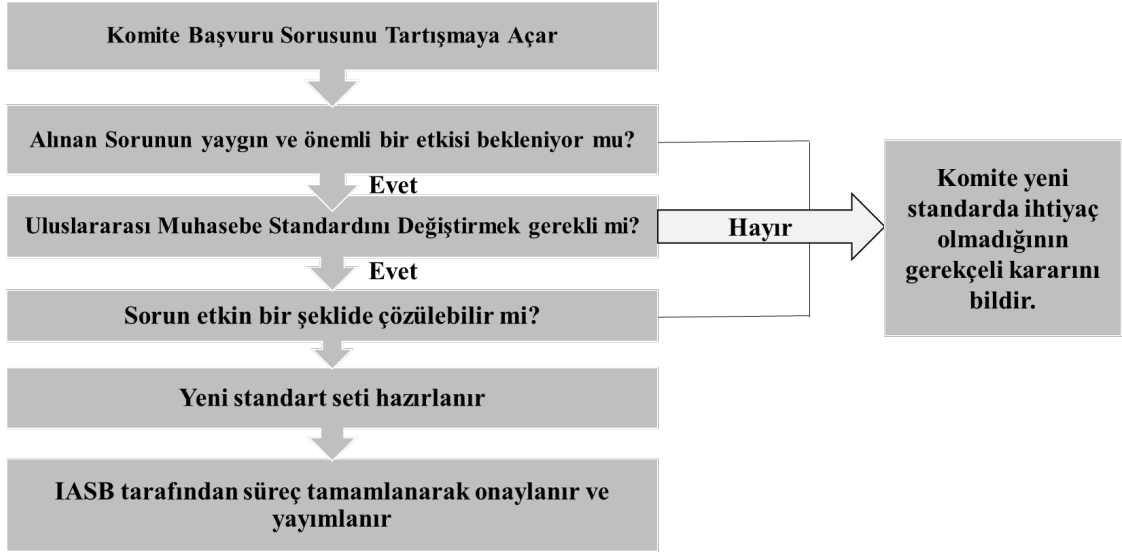 Komite Başvuru Sorusunu Tartışmaya Açar
Alınan Sorunun yaygın ve önemli bir etkisi bekleniyor mu?
Evet
Uluslararası Muhasebe Standardını Değiştirmek gerekli mi?
Hayır
Evet
Sorun etkin bir şeklide çözülebilir mi?
Yeni standart seti hazırlanır
IASB tarafından süreç tamamlanarak onaylanır ve
yayımlanır
Komite yeni
standarda ihtiyaç
olmadığının
gerekçeli kararını
bildir.